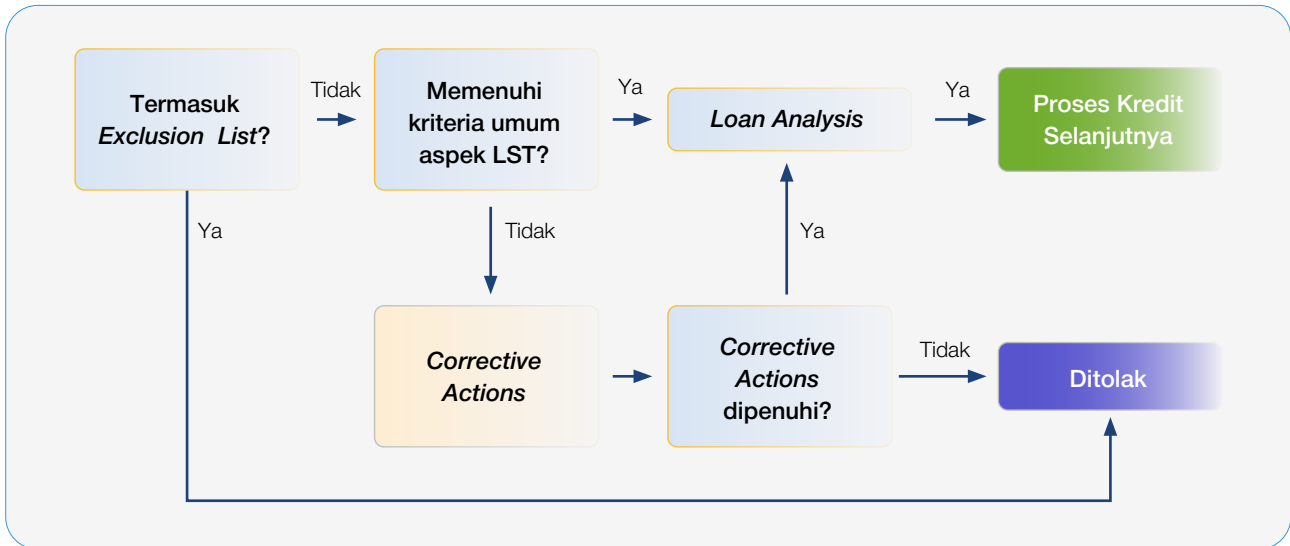 Termasuk
Exclusion List?
Tidak
Memenuhi
kriteria umum
aspek LST?
Ya
Loan Analysis
Ya
Proses Kredit
Selanjutnya
Ya
Tidak
Ya
Corrective
Actions
Corrective
Actions
dipenuhi?
Tidak
Ditolak